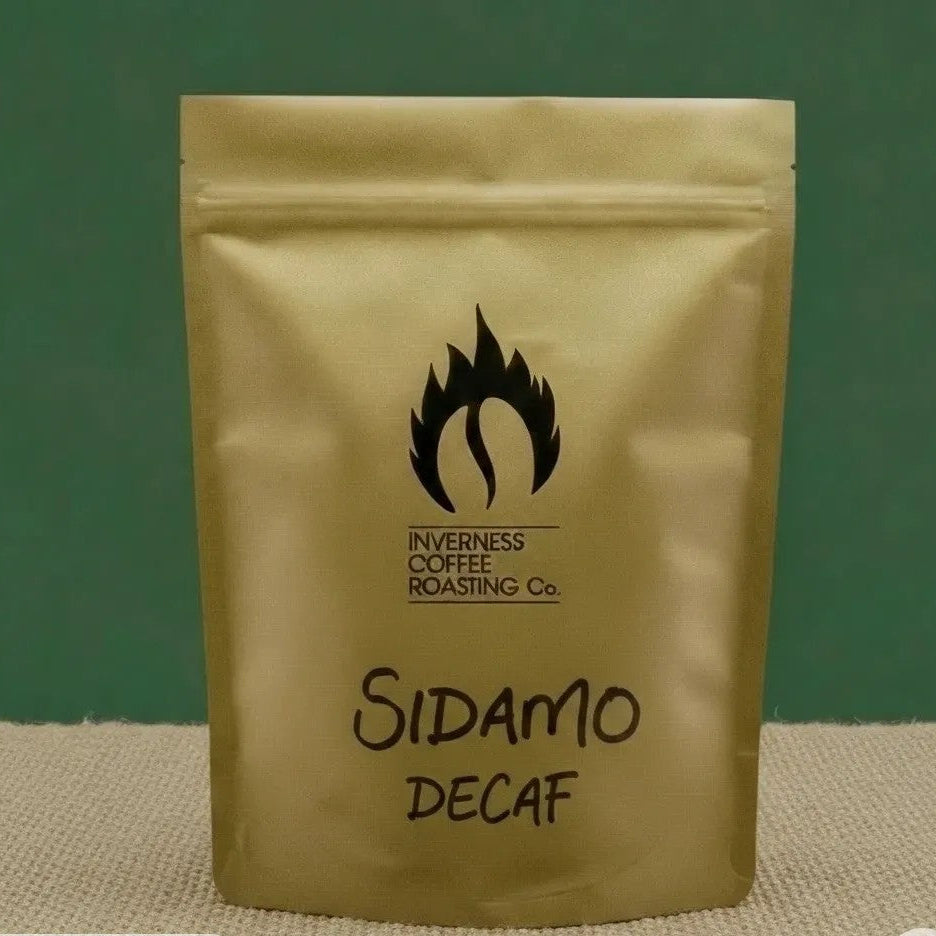 INVERNESS
COFFEE
ROASTING Co.
SIDAMO
DECAF